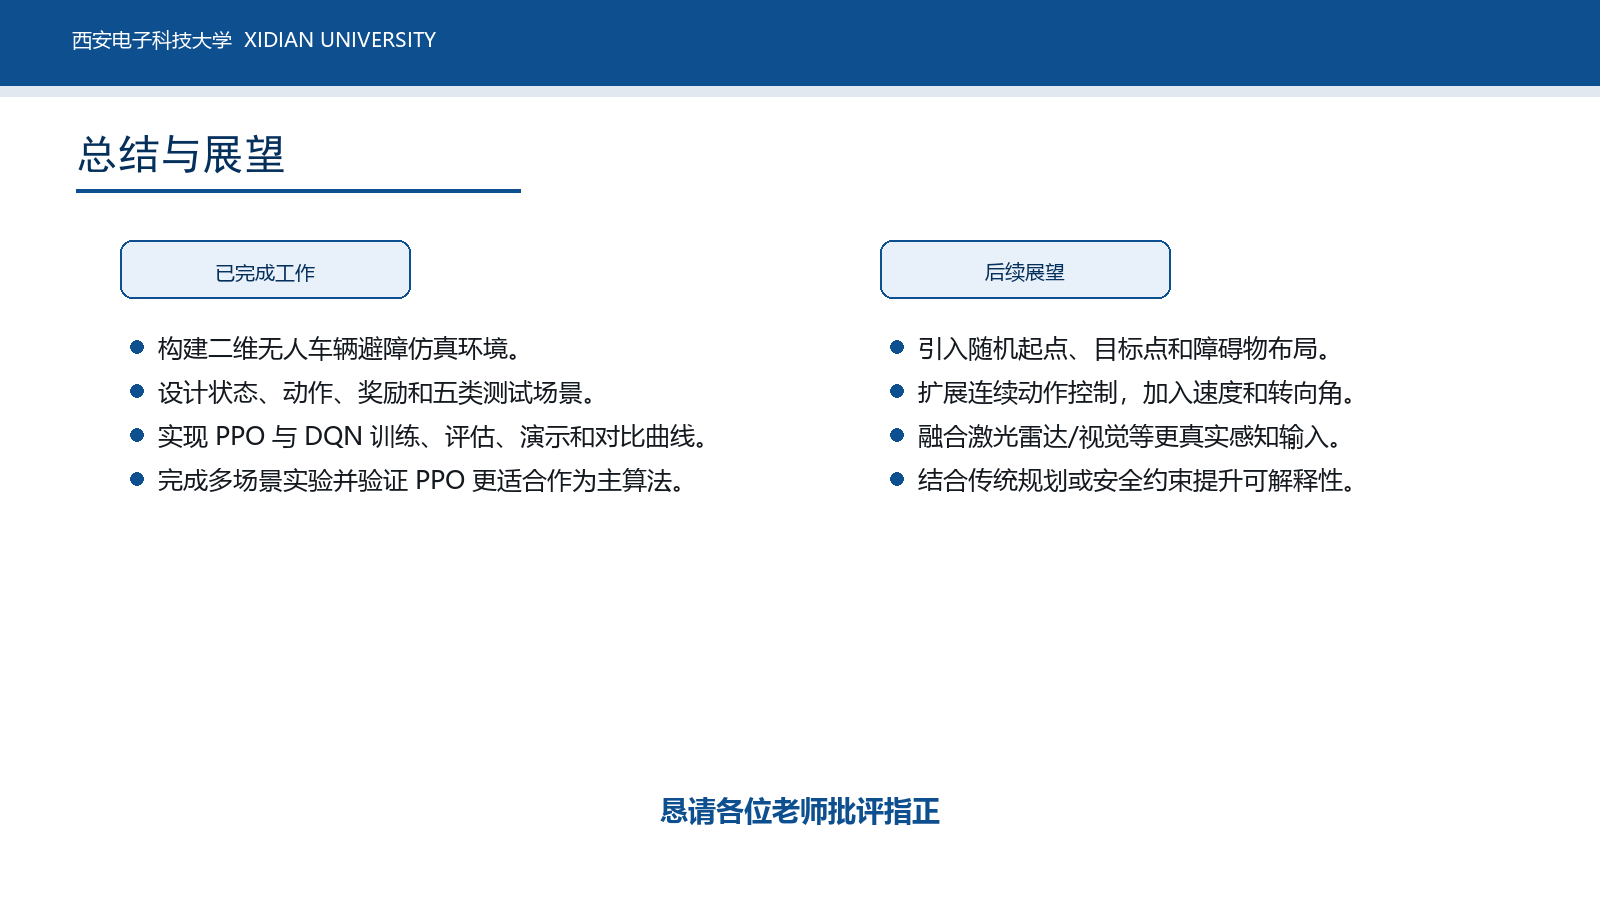 西安电子科技大学 XIDIAN UNIVERSITY
总结与展望
已完成工作
构建二维无人车辆避障仿真环境。
设计状态、动作、奖励和五类测试场景。
实现 PPO 与 DQN 训练、评估、演示和对比曲线。
完成多场景实验并验证 PPO 更适合作为主算法。
后续展望
引入随机起点、目标点和障碍物布局。
扩展连续动作控制，加入速度和转向角。
融合激光雷达/视觉等更真实感知输入。
结合传统规划或安全约束提升可解释性。
恳请各位老师批评指正